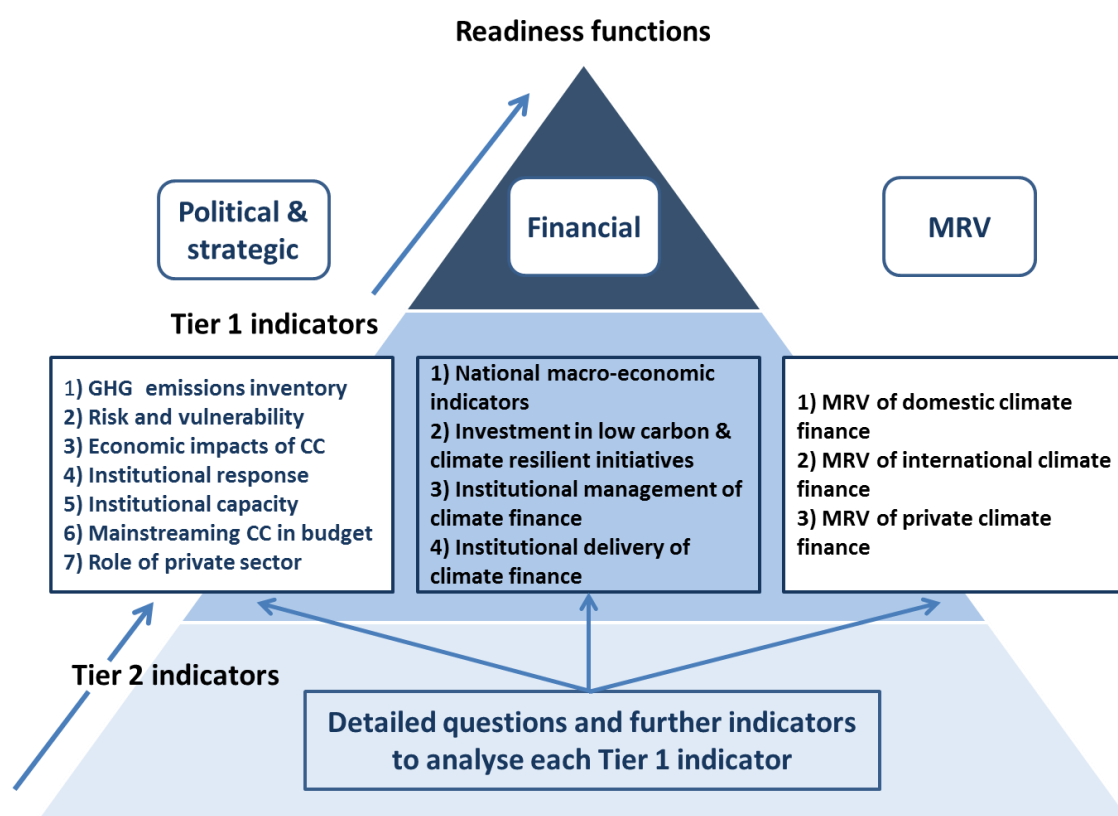 Readiness functions
Political &
strategic
Financial
MRV
Tier 1 indicators
1) GHG emissions inventory
2) Risk and vulnerability
3) Economic impacts of CC
4) Institutional response
5) Institutional capacity
6) Mainstreaming CC in budget
7) Role of private sector
1) National macro-economic
indicators
2) Investment in low carbon &
climate resilient initiatives
3) Institutional management of
climate finance
4) Institutional delivery of
climate finance
1) MRV of domestic climate
finance
2) MRV of international climate
finance
3) MRV of private climate
finance
Tier 2 indicators
Detailed questions and further indicators
to analyse each Tier 1 indicator